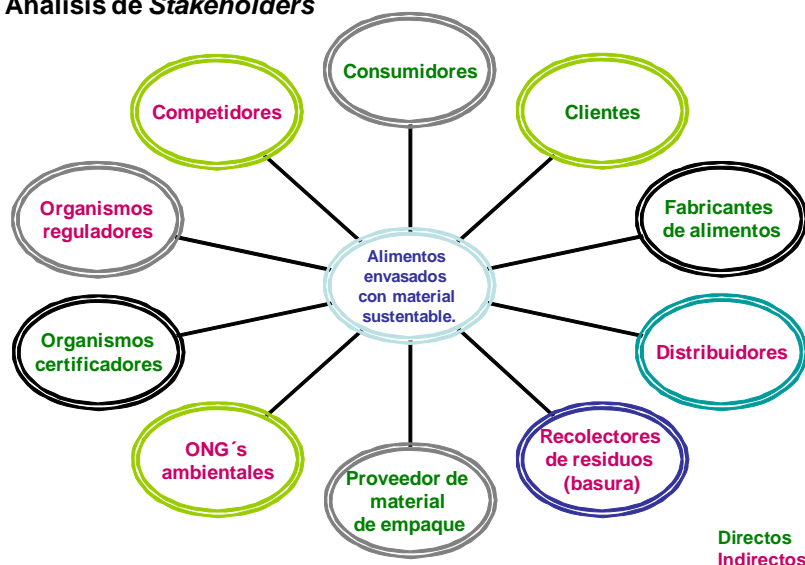 Análisis de Stakeholders
Consumidores
Competidores
Clientes
Organismos
reguladores
Fabricantes
de alimentos
Alimentos
envasados
con material
sustentable.
Organismos
certificadores
Distribuidores
ONG´s
ambientales
Recolectores
de residuos
(basura)
Proveedor de
material
de empaque
Directos
Indirectos